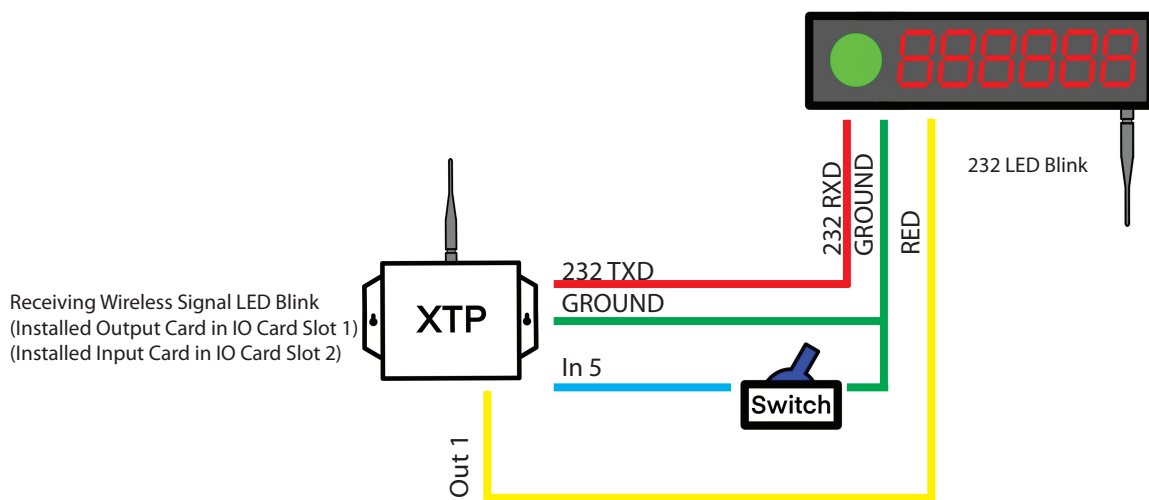 232 LED Blink
232 RXD
GROUND
RED
232 TXD
GROUND
Receiving Wireless Signal LED Blink
(Installed Output Card in IO Card Slot 1)
(Installed Input Card in IO Card Slot 2)
XTP
In 5
Switch
Out 1